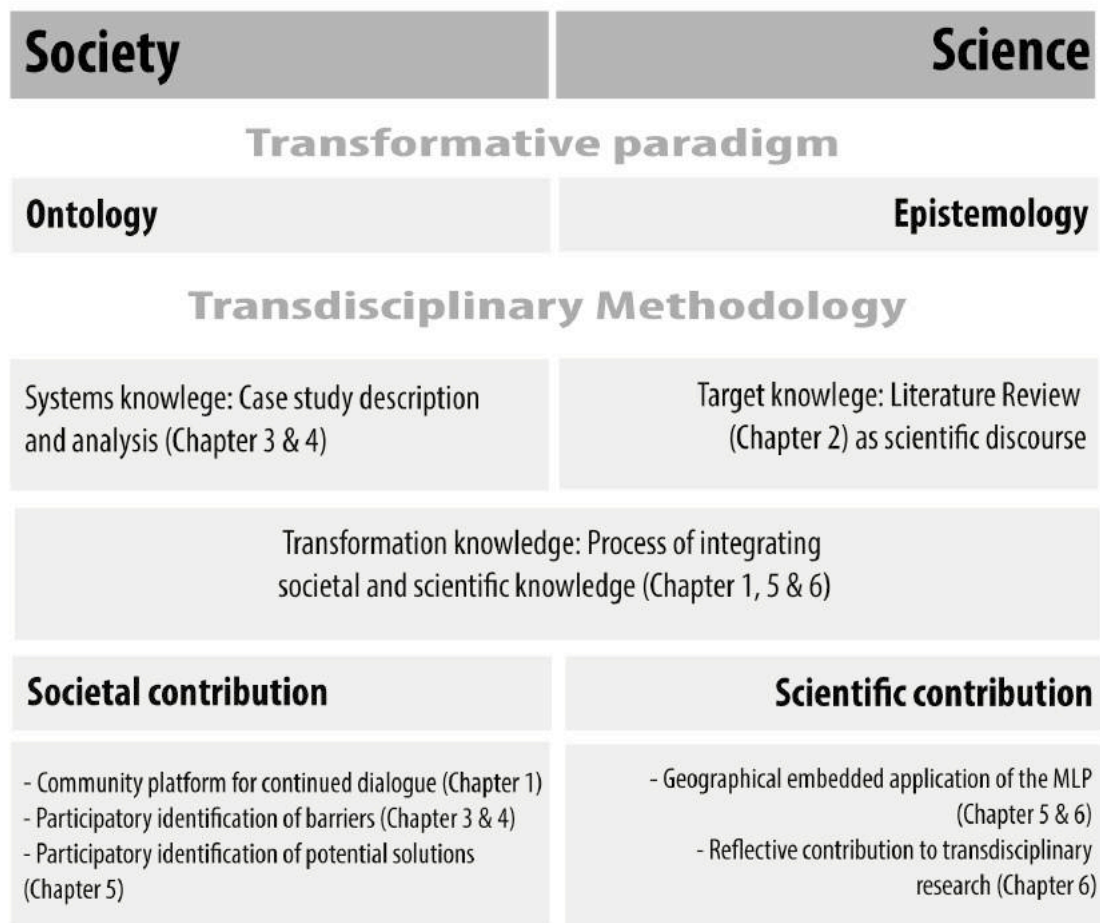 Society
Science
Transformative paradigm
Ontology
Epistemology
Transdisciplinary Methodology
Systems knowlege: Case study description
and analysis (Chapter 3 & 4)
Target knowlege: Literature Review
(Chapter 2) as scientific discourse
Transformation knowledge: Process of integrating
societal and scientific knowledge (Chapter 1, 5 & 6)
Societal contribution
Scientific contribution
- Community platform for continued dialogue (Chapter 1)
- Participatory identification of barriers (Chapter 3 & 4)
- Participatory identification of potential solutions
(Chapter 5)
- Geographical embedded application of the MLP
(Chapter 5 & 6)
- Reflective contribution to transdisciplinary
research (Chapter 6)